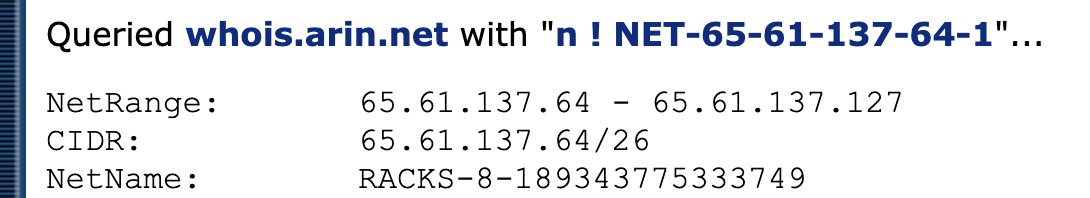 Queried whois.arin.net with "n ! NET-65-61-137-64-1"...
NetRange: 65.61.137.64 - 65.61.137.127
CIDR: 65.61.137.64/26
NetName: RACKS-8-189343775333749